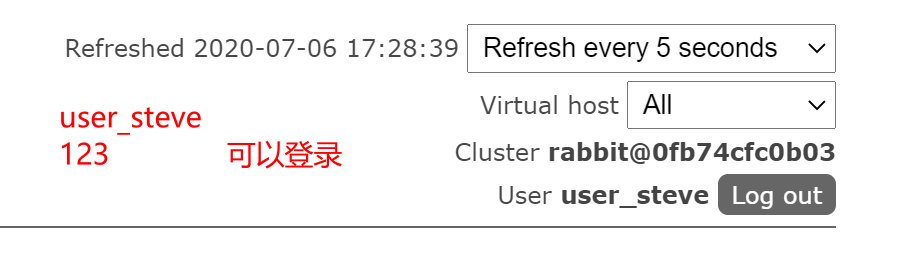 Refreshed 2020-07-06 17:28:39 Refresh every 5 seconds
Virtual host All
user_steve
123 可以登录
Cluster rabbit@0fb74cfc0b03
User user_steve Log out